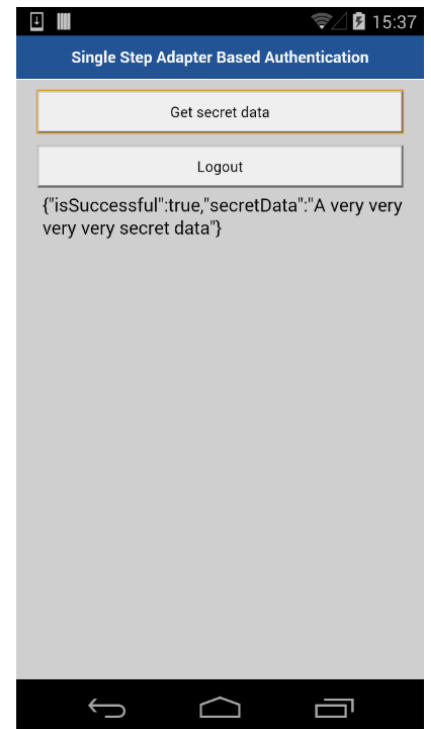 15:37
Single Step Adapter Based Authentication
Get secret data
Logout
{"isSuccessful":true,"secretData":"A very very
very very secret data"}